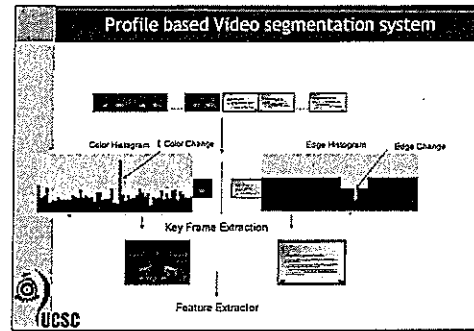 Profile based Video segmentation system
Color Histogram
Color Change
Edge Histogram
Edge Change
Key Frame Extraction
Feature Extractor
UCSC